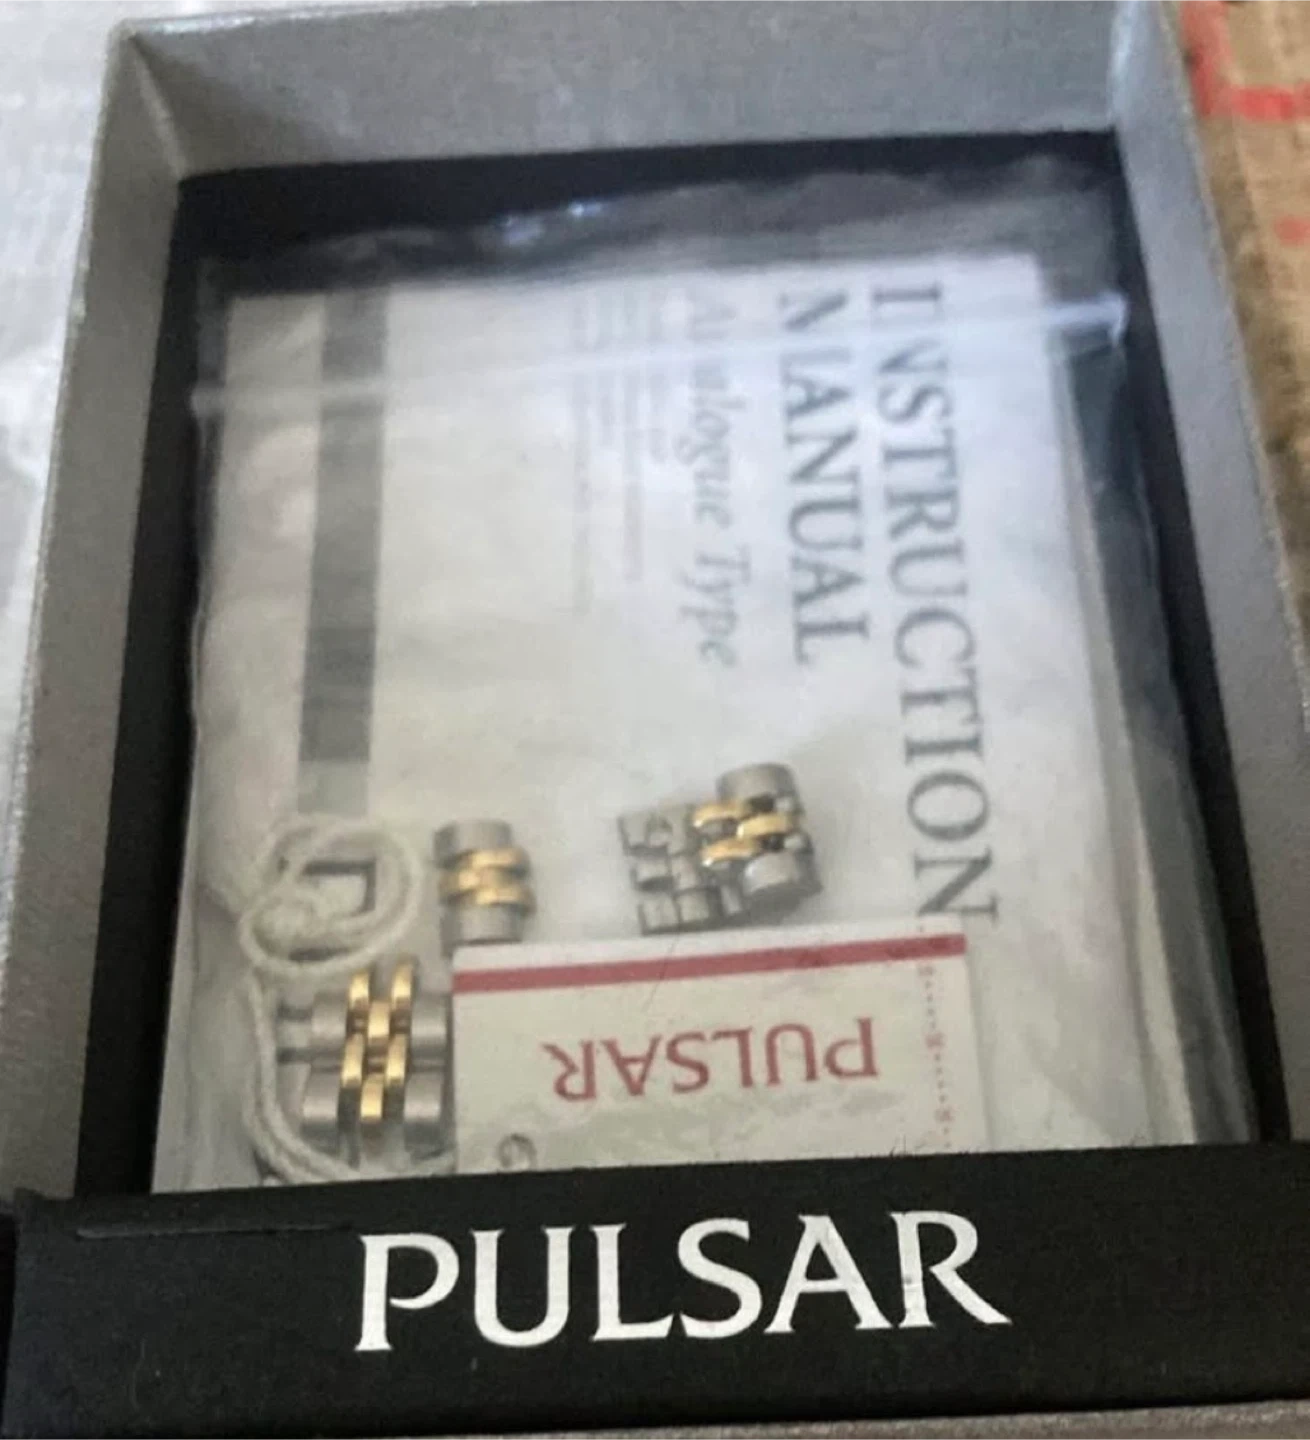 INSTRUCTION
MANUAL
Analogue Type
PULSAR
PULSAR